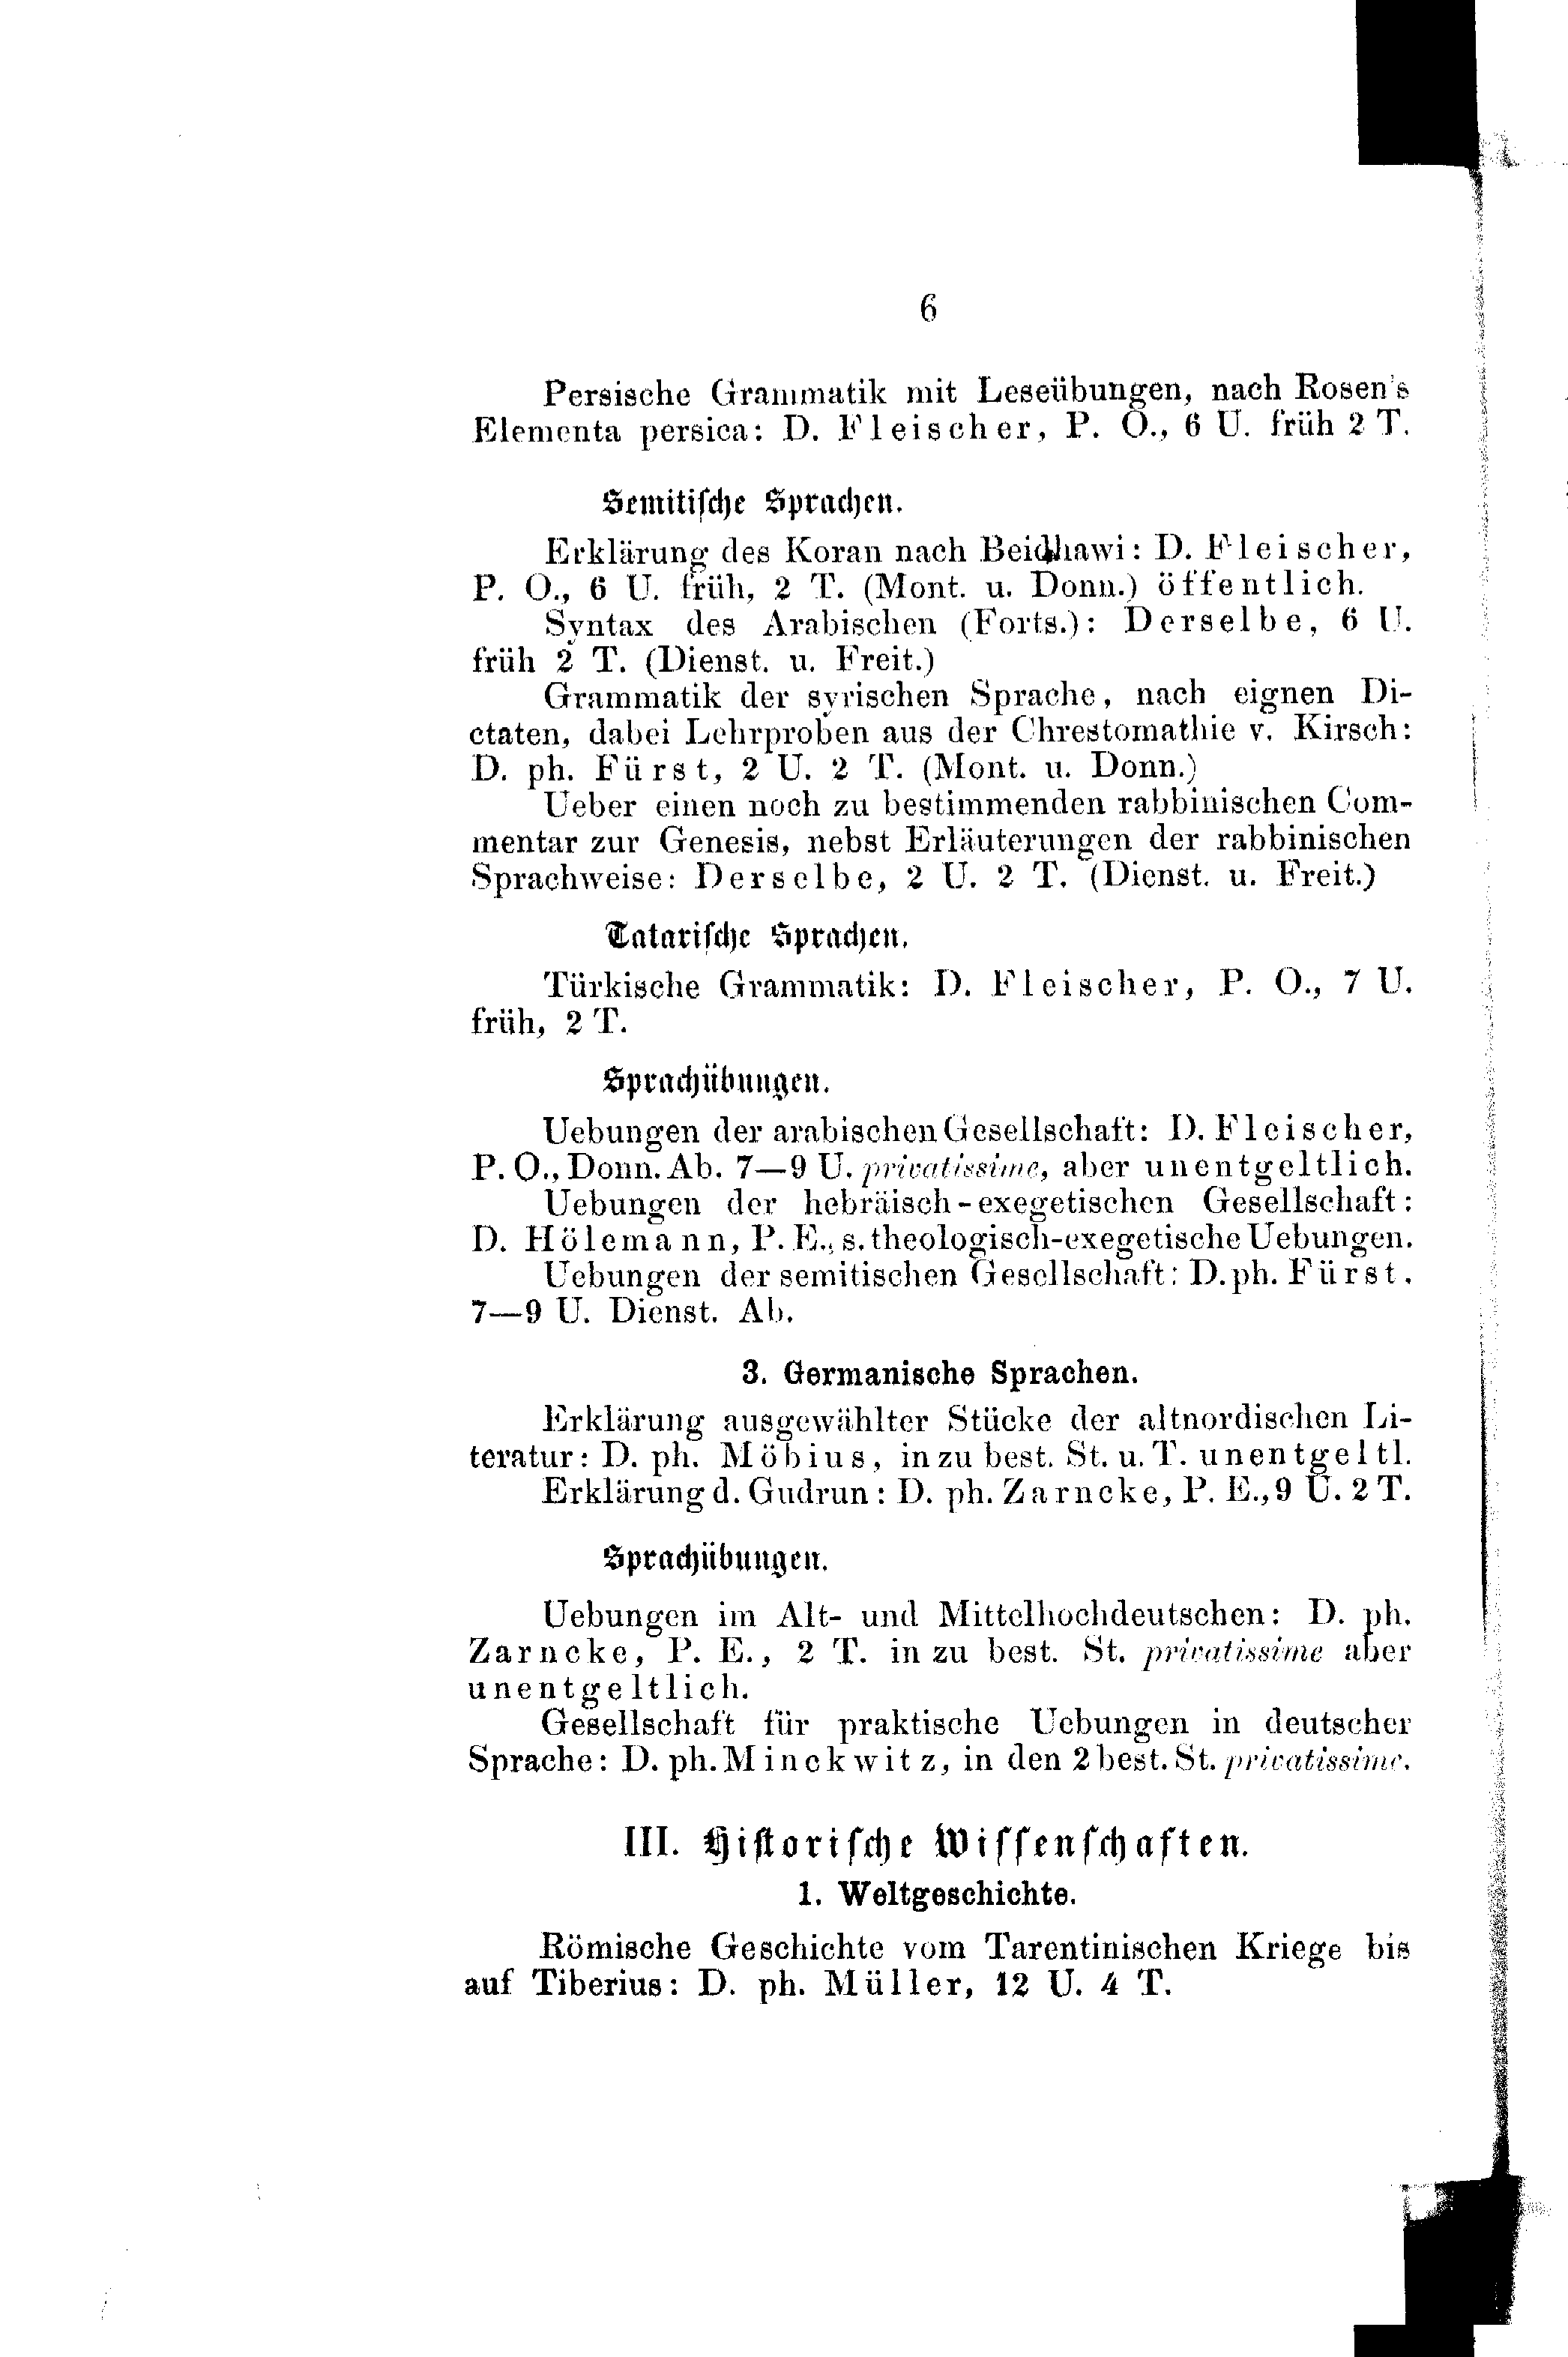 6
Persische Grammatik mit Leseübungen, nach Rosen's
Elementa persica: D. Fleischer, P. O., 6 U. früh 2 T.
Semitische Sprachen.
Erklärung des Koran nach Beidhawi: D. Fleischer,
P. O., 6 U. früh, 2 T. (Mont. u. Donn.) öffentlich.
Syntax des Arabischen (Forts.): Derselbe, 6 U.
früh 2 T. (Dienst. u. Freit.)
Grammatik der syrischen Sprache, nach eignen Di-
ctaten, dabei Lehrproben aus der Chrestomathie v. Kirsch:
D. ph. Fürst, 2 U. 2 T. (Mont. u. Donn.)
Ueber einen noch zu bestimmenden rabbinischen Com-
mentar zur Genesis, nebst Erläuterungen der rabbinischen
Sprachweise: Derselbe, 2 U. 2 T. (Dienst. u. Freit.)
Tatarische Sprachen.
Türkische Grammatik: D. Fleischer, P. O., 7 U.
früh, 2 T.
Sprachübungen.
Uebungen der arabischen Gesellschaft: D. Fleischer,
P. O., Donn. Ab. 7—9 U. privatissime, aber unentgeltlich.
Uebungen der hebräisch-exegetischen Gesellschaft:
D. Hölemann, P. E., s. theologisch-exegetische Uebungen.
Uebungen der semitischen Gesellschaft: D. ph. Fürst.
7—9 U. Dienst. Ab.
3. Germanische Sprachen.
Erklärung ausgewählter Stücke der altnordischen Li-
teratur: D. ph. Möbius, in zu best. St. u. T. unentgeltl.
Erklärung d. Gudrun: D. ph. Zarncke, P. E., 9 U. 2 T.
Sprachübungen.
Uebungen im Alt- und Mittelhochdeutschen: D. ph.
Zarncke, P. E., 2 T. in zu best. St. privatissime aber
unentgeltlich.
Gesellschaft für praktische Uebungen in deutscher
Sprache: D. ph. Minckwitz, in den 2 best. St. privatissime.
III. Historische Wissenschaften.
1. Weltgeschichte.
Römische Geschichte vom Tarentinischen Kriege bis
auf Tiberius: D. ph. Müller, 12 U. 4 T.